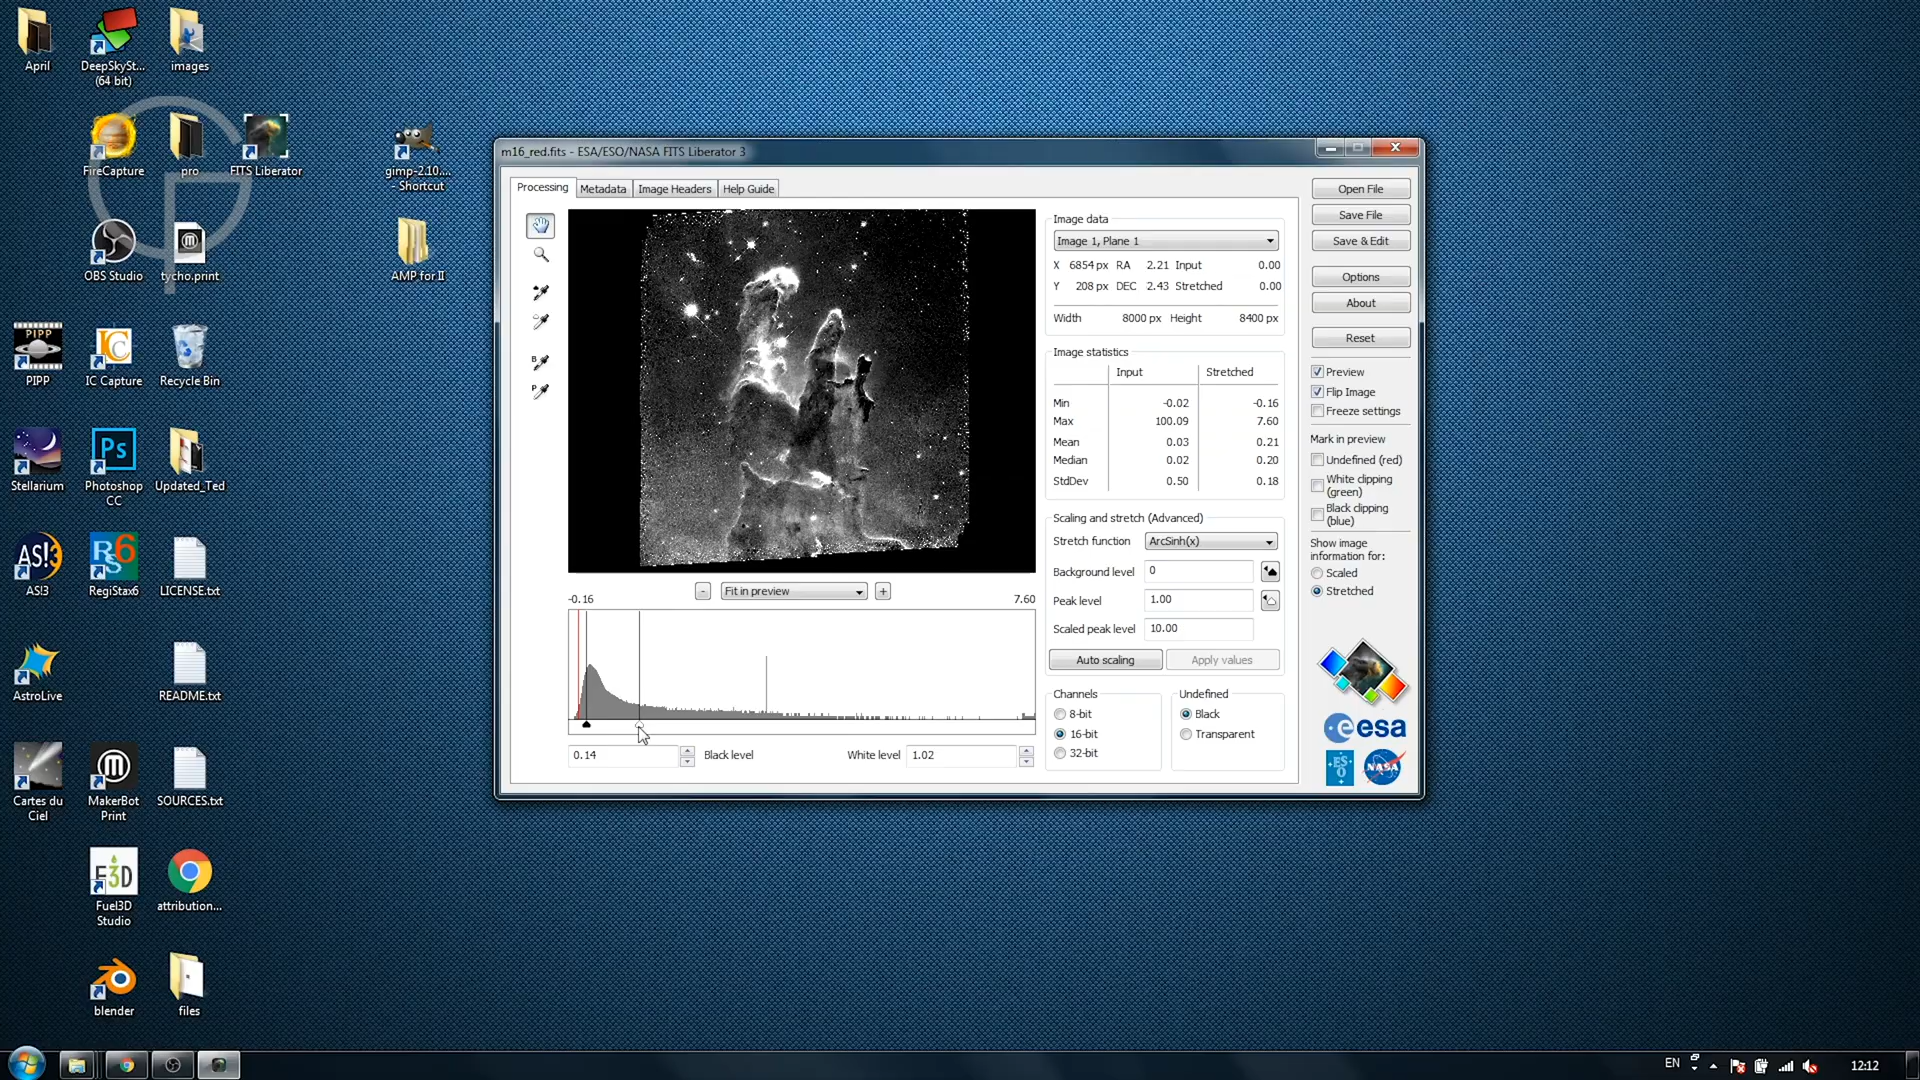 April
DeepSkySt...
(64 bit)
images
FireCapture
pro
FITS Liberator
gimp-2.10....
- Shortcut
OBS Studio
tycho.print
AMP for II
PIPP
PIPP
IC Capture
Recycle Bin
Stellarium
Ps
Photoshop
CC
Updated_Ted
AS!3
AS!3
RS6
RegiStax6
LICENSE.txt
AstroLive
README.txt
Cartes du
Ciel
MakerBot
Print
SOURCES.txt
F3D
Fuel3D
Studio
attribution...
blender
files
m16_red.fits - ESA/ESO/NASA FITS Liberator 3
Processing
Metadata
Image Headers
Help Guide
Image data
Image 1, Plane 1
X 6854 px RA 2.21 Input 0.00
Y 208 px DEC 2.43 Stretched 0.00
Width 8000 px Height 8400 px
Image statistics
Input Stretched
Min -0.02 -0.16
Max 100.09 7.60
Mean 0.03 0.21
Median 0.02 0.20
StdDev 0.50 0.18
Scaling and stretch (Advanced)
Stretch function ArcSinh(x)
Background level 0
Peak level 1.00
Scaled peak level 10.00
Auto scaling
Apply values
Channels
8-bit
16-bit
32-bit
Undefined
Black
Transparent
B
P
-
Fit in preview
+
-0.16
7.60
0.14
Black level
White level
1.02
Open File
Save File
Save & Edit
Options
About
Reset
Preview
Flip Image
Freeze settings
Mark in preview
Undefined (red)
White clipping
(green)
Black clipping
(blue)
Show image
information for:
Scaled
Stretched
esa
ES
O
NASA
EN
12:12